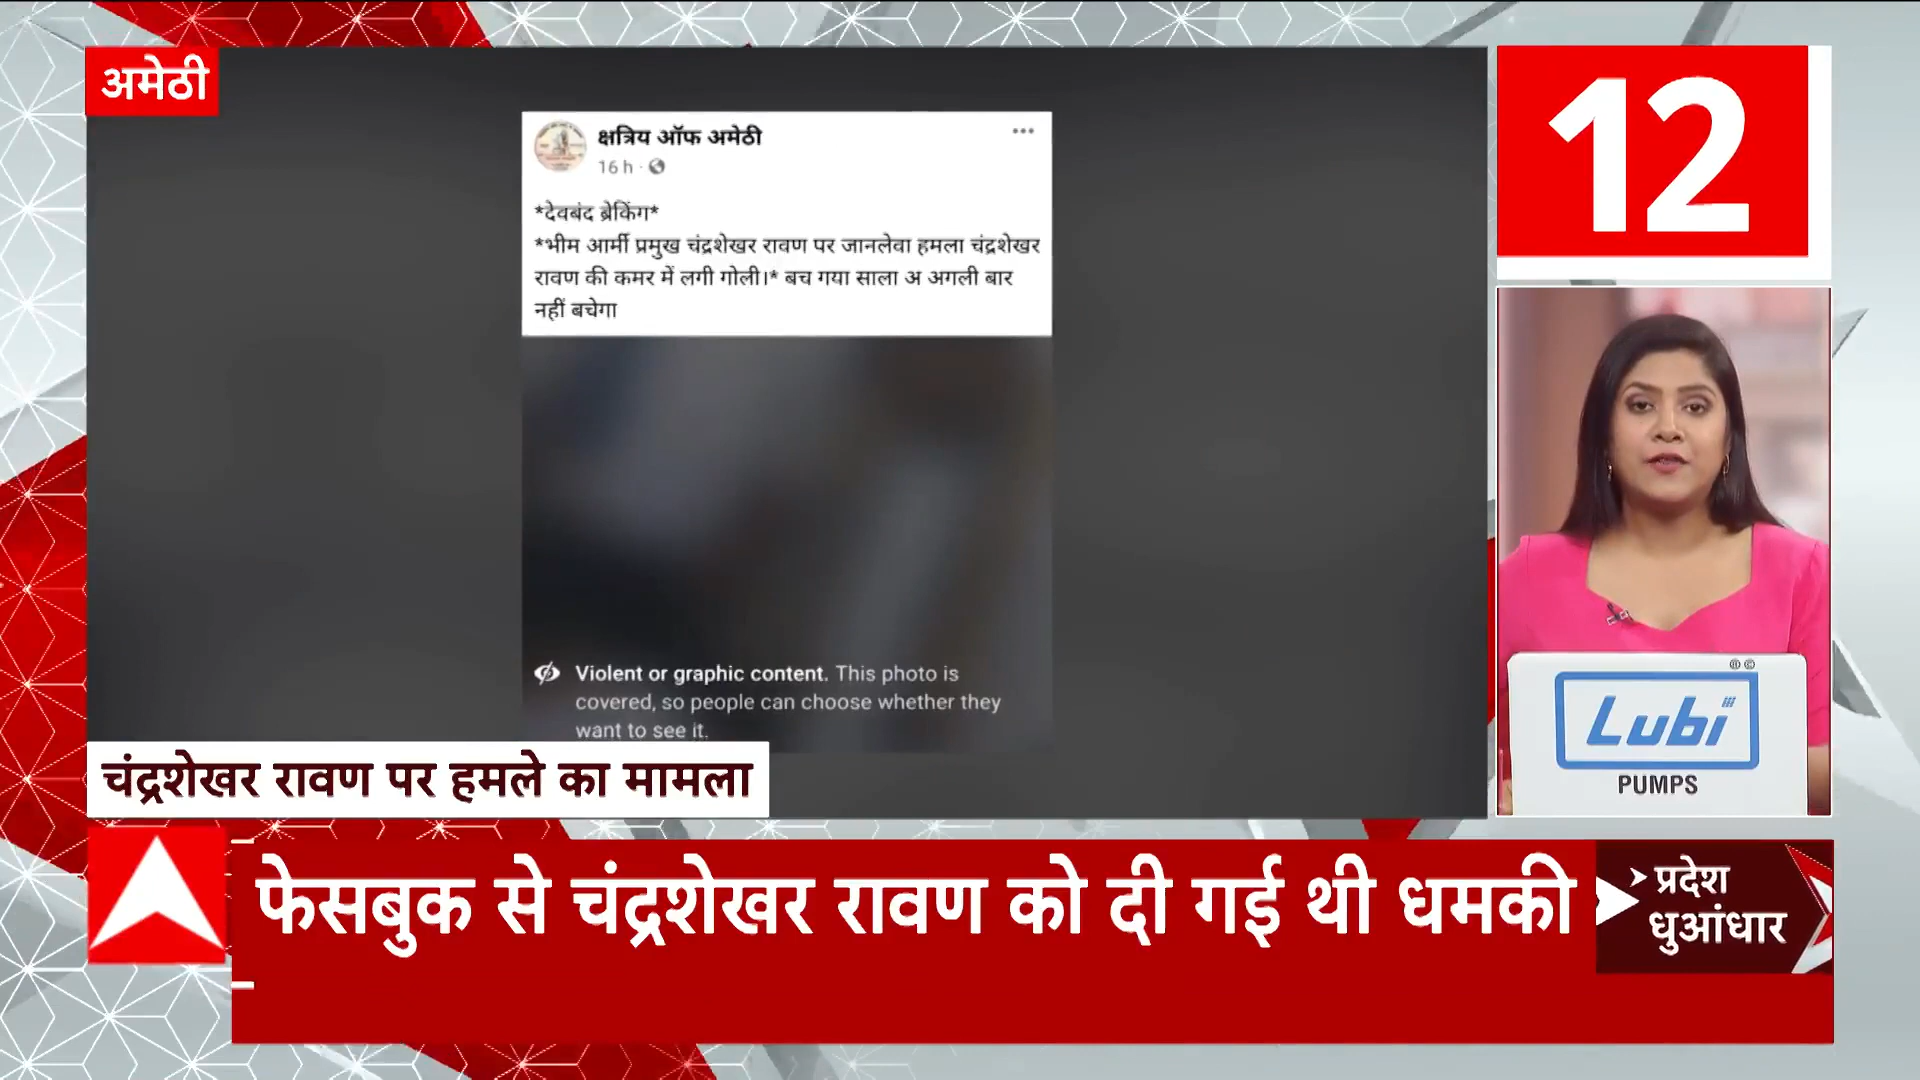 अमेठी
12
क्षत्रिय ऑफ अमेठी
16 h
*देवबंद ब्रेकिंग*
*भीम आर्मी प्रमुख चंद्रशेखर रावण पर जानलेवा हमला चंद्रशेखर
रावण की कमर में लगी गोली।* बच गया साला अ अगली बार
नहीं बचेगा
Violent or graphic content. This photo is
covered, so people can choose whether they
want to see it.
Lubi
PUMPS
चंद्रशेखर रावण पर हमले का मामला
फेसबुक से चंद्रशेखर रावण को दी गई थी धमकी
प्रदेश
धुआंधार